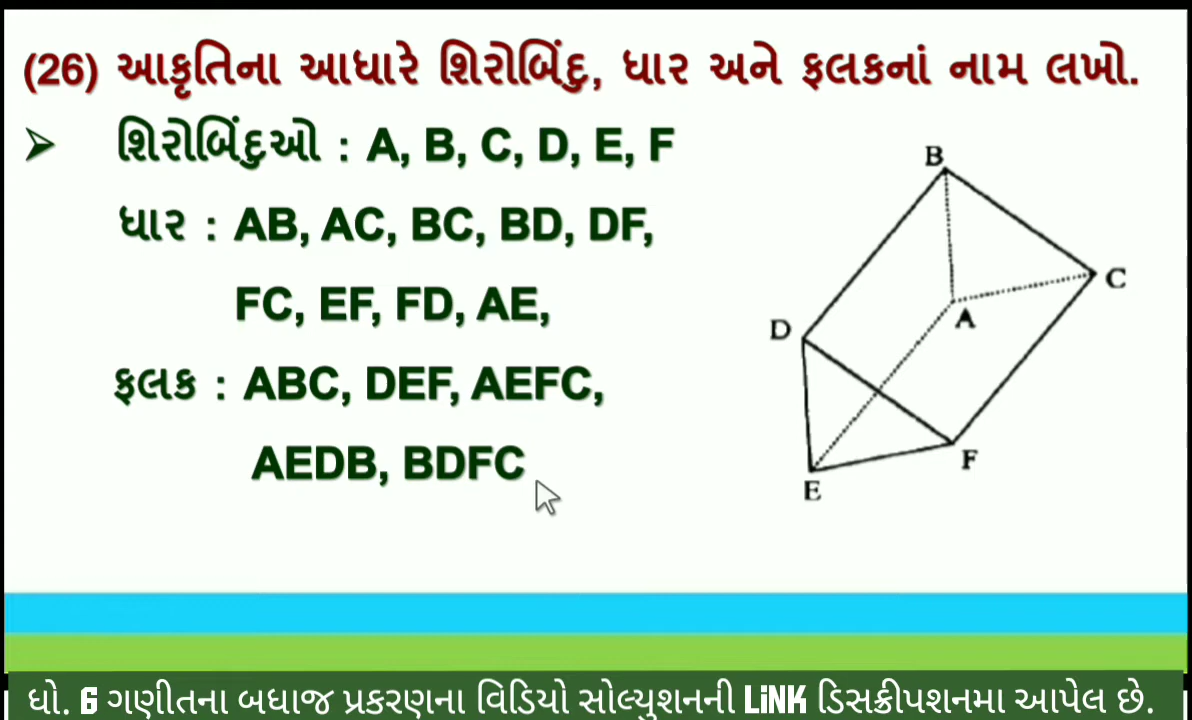 (26) આકૃતિના આધારે શિરોબિંદુ, ધાર અને ફલકનાં નામ લખો.
➢ શિરોબિંદુઓ : A, B, C, D, E, F
ધાર : AB, AC, BC, BD, DF,
FC, EF, FD, AE,
ફલક : ABC, DEF, AEFC,
AEDB, BDFC
B
C
A
D
F
E
ધો. 6 ગણીતના બધાજ પ્રકરણના વિડિયો સોલ્યુશનની LiNK ડિસક્રીપશનમા આપેલ છે.